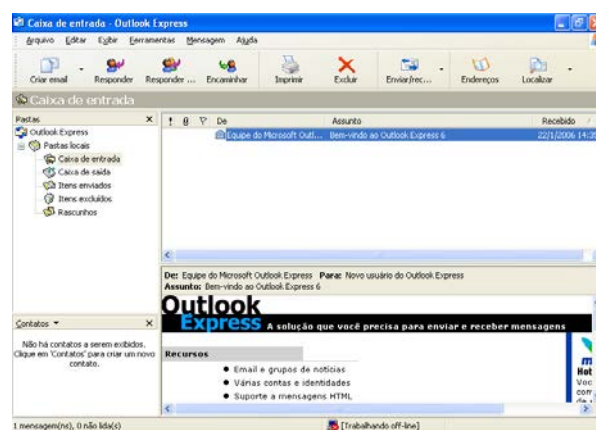 Caixa de entrada - Outlook Express
Arquivo Editar Exibir Ferramentas Mensagem Ajuda
Criar email Responder Responder ... Encaminhar Imprimir Excluir Enviar/rec... Endereços Localizar
Caixa de entrada
Pastas
Outlook Express
Pastas locais
Caixa de entrada
Caixa de saída
Itens enviados
Itens excluídos
Rascunhos
Contatos
Não há contatos a serem exibidos.
Clique em 'Contatos' para criar um novo
contato.
! De Assunto Recebido
Equipe do Microsoft Outl... Bem-vindo ao Outlook Express 6 22/1/2006 14:35
De: Equipe do Microsoft Outlook Express Para: Novo usuário do Outlook Express
Assunto: Bem-vindo ao Outlook Express 6
Outlook
Express A solução que você precisa para enviar e receber mensagens
Recursos
Email e grupos de notícias
Várias contas e identidades
Suporte a mensagens HTML
m
Hot
Voc
com
1 mensagem(ns), 0 não lida(s) [Trabalhando off-line]